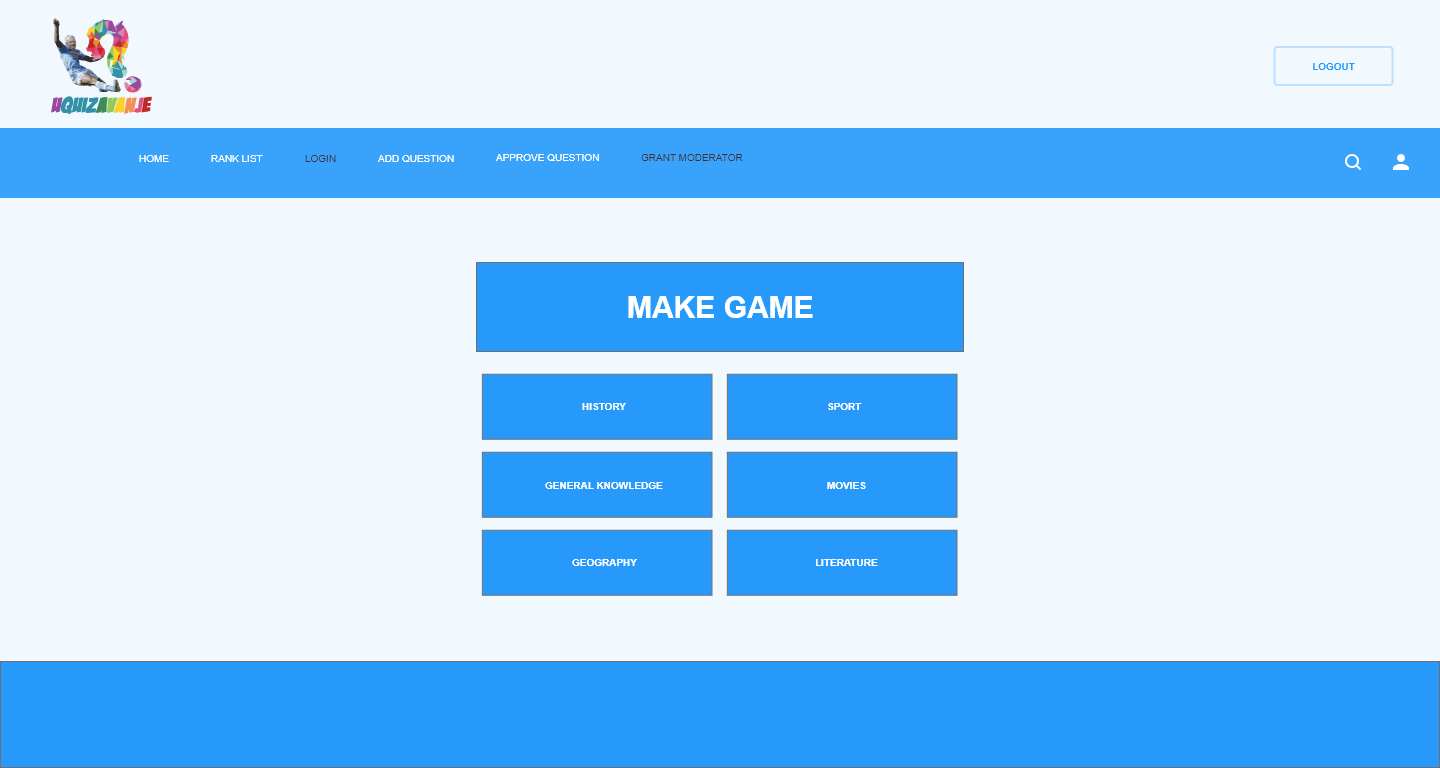 UQUIZAVANJE
LOGOUT
HOME RANK LIST LOGIN ADD QUESTION APPROVE QUESTION GRANT MODERATOR
MAKE GAME
HISTORY SPORT
GENERAL KNOWLEDGE MOVIES
GEOGRAPHY LITERATURE